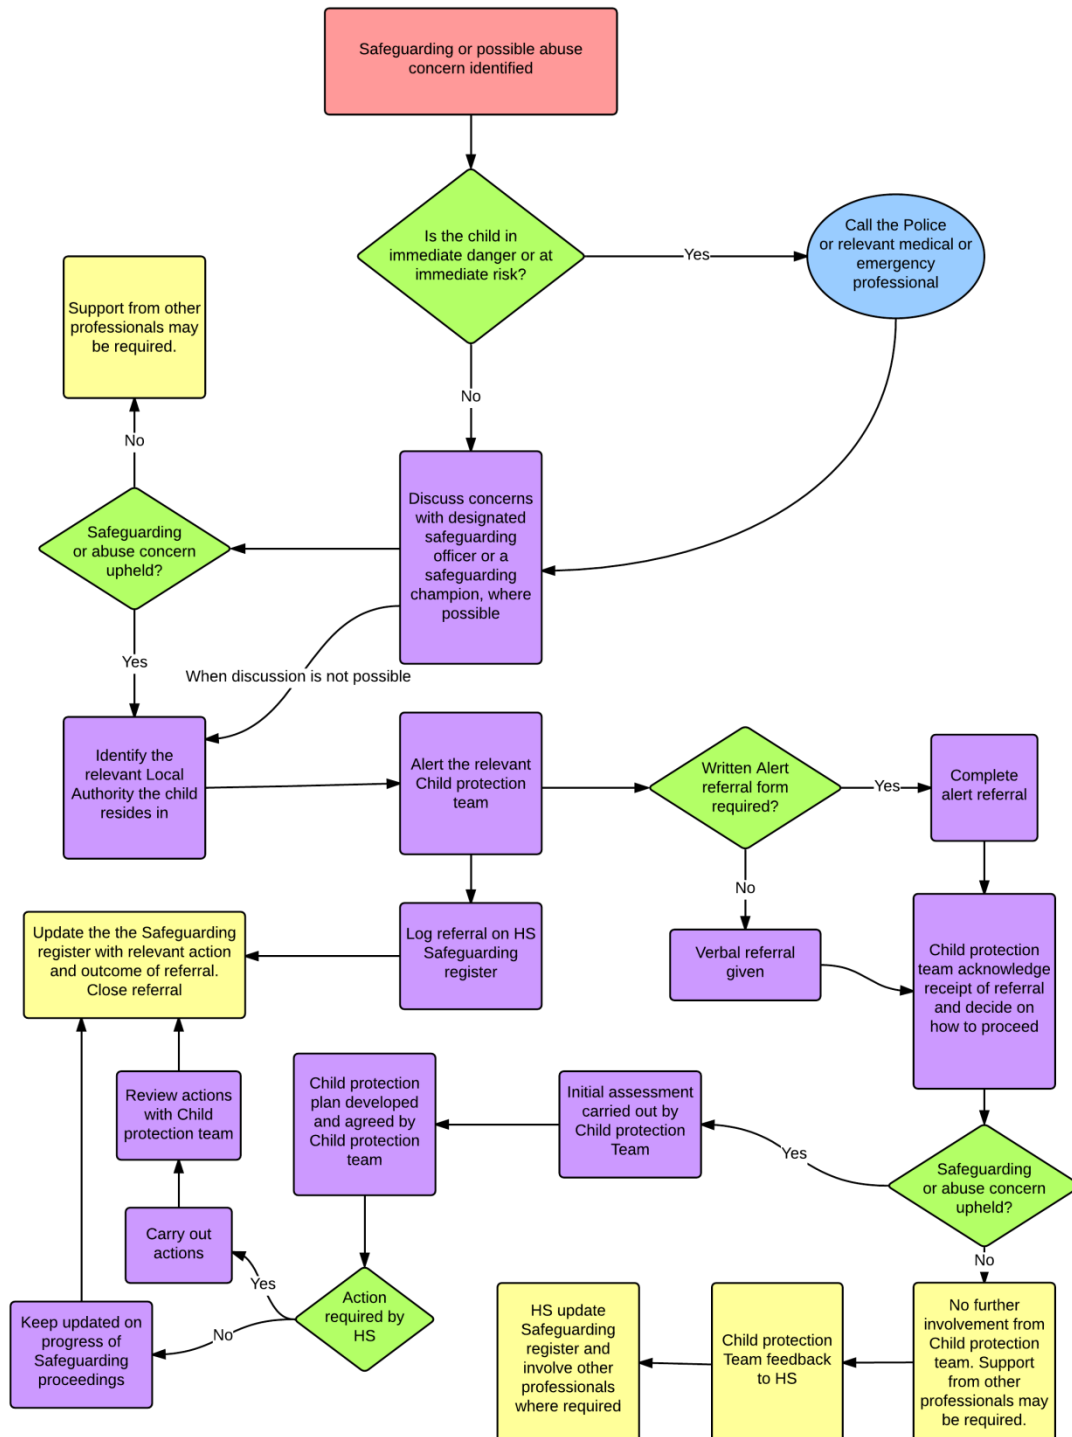 Safeguarding or possible abuse
concern identified
Is the child in
immediate danger or at
immediate risk?
Yes
Call the Police
or relevant medical or
emergency
professional
No
Support from other
professionals may
be required.
No
Discuss concerns
with designated
safeguarding
officer or a
safeguarding
champion, where
possible
Safeguarding
or abuse concern
upheld?
Yes
When discussion is not possible
Identify the
relevant Local
Authority the child
resides in
Alert the relevant
Child protection
team
Written Alert
referral form
required?
Yes
Complete
alert referral
No
Log referral on HS
Safeguarding
register
Update the the Safeguarding
register with relevant action
and outcome of referral.
Close referral
Verbal referral
given
Child protection
team acknowledge
receipt of referral
and decide on
how to proceed
Safeguarding
or abuse concern
upheld?
Yes
Initial assessment
carried out by
Child protection
Team
Child protection
plan developed
and agreed by
Child protection
team
Review actions
with Child
protection team
Carry out
actions
Yes
Action
required by
HS
No
Keep updated on
progress of
Safeguarding
proceedings
No
No further
involvement from
Child protection
team. Support
from other
professionals may
be required.
Child protection
Team feedback
to HS
HS update
Safeguarding
register and
involve other
professionals
where required